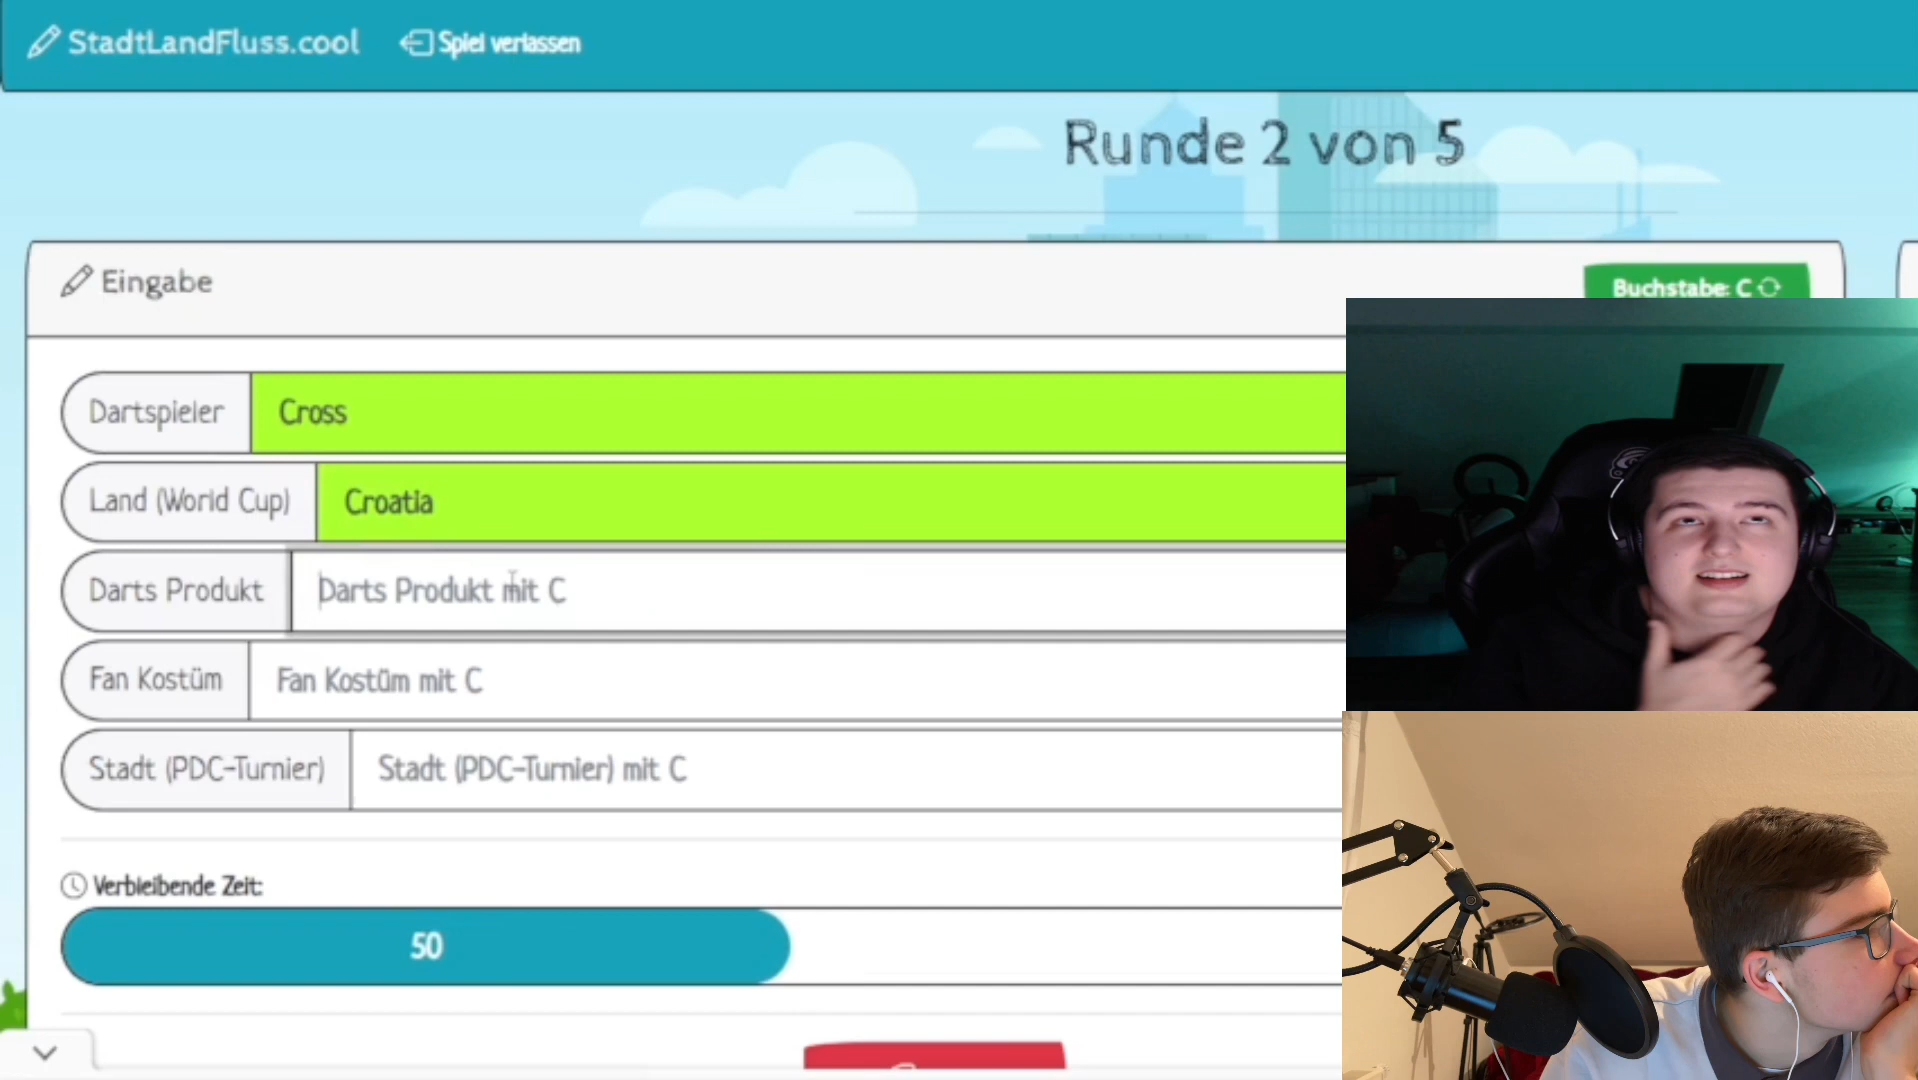 StadtLandFluss.cool Spiel verlassen
Runde 2 von 5
Eingabe
Buchstabe: C
Dartspieler Cross
Land (World Cup) Croatia
Darts Produkt Darts Produkt mit C
Fan Kostüm Fan Kostüm mit C
Stadt (PDC-Turnier) Stadt (PDC-Turnier) mit C
Verbleibende Zeit:
50